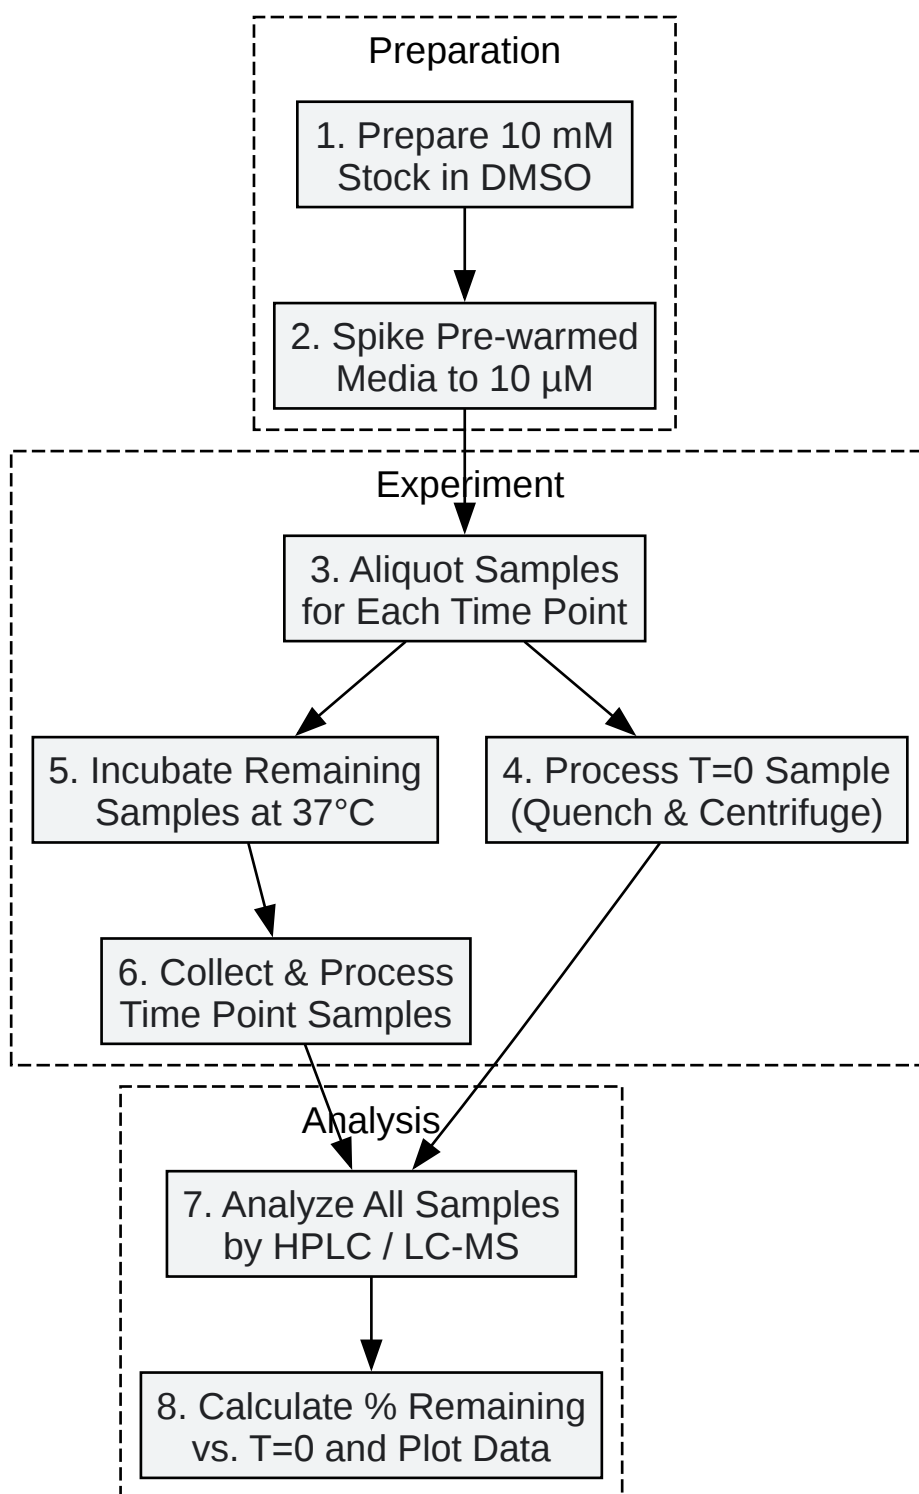 Preparation
1. Prepare 10 mM
Stock in DMSO
2. Spike Pre-warmed
Media to 10 µM
Experiment
3. Aliquot Samples
for Each Time Point
5. Incubate Remaining
Samples at 37°C
4. Process T=0 Sample
(Quench & Centrifuge)
6. Collect & Process
Time Point Samples
Analysis
7. Analyze All Samples
by HPLC / LC-MS
8. Calculate % Remaining
vs. T=0 and Plot Data